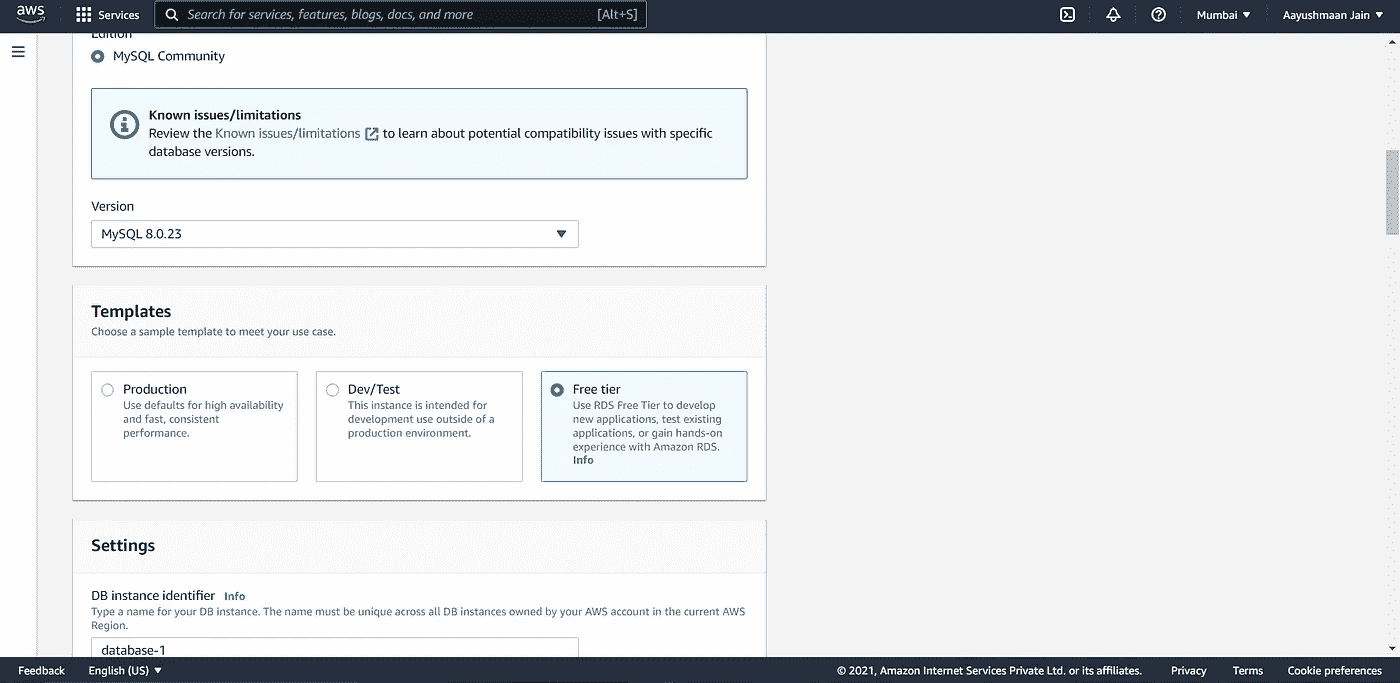 aws
Services
Search for services, features, blogs, docs, and more
[Alt+S]
Mumbai
Aayushmaan Jain
Edition
MySQL Community
Known issues/limitations
Review the Known issues/limitations to learn about potential compatibility issues with specific
database versions.
Version
MySQL 8.0.23
Templates
Choose a sample template to meet your use case.
Production
Use defaults for high availability
and fast, consistent
performance.
Dev/Test
This instance is intended for
development use outside of a
production environment.
Free tier
Use RDS Free Tier to develop
new applications, test existing
applications, or gain hands-on
experience with Amazon RDS.
Info
Settings
DB instance identifier Info
Type a name for your DB instance. The name must be unique across all DB instances owned by your AWS account in the current AWS
Region.
database-1
Feedback
English (US)
© 2021, Amazon Internet Services Private Ltd. or its affiliates.
Privacy
Terms
Cookie preferences